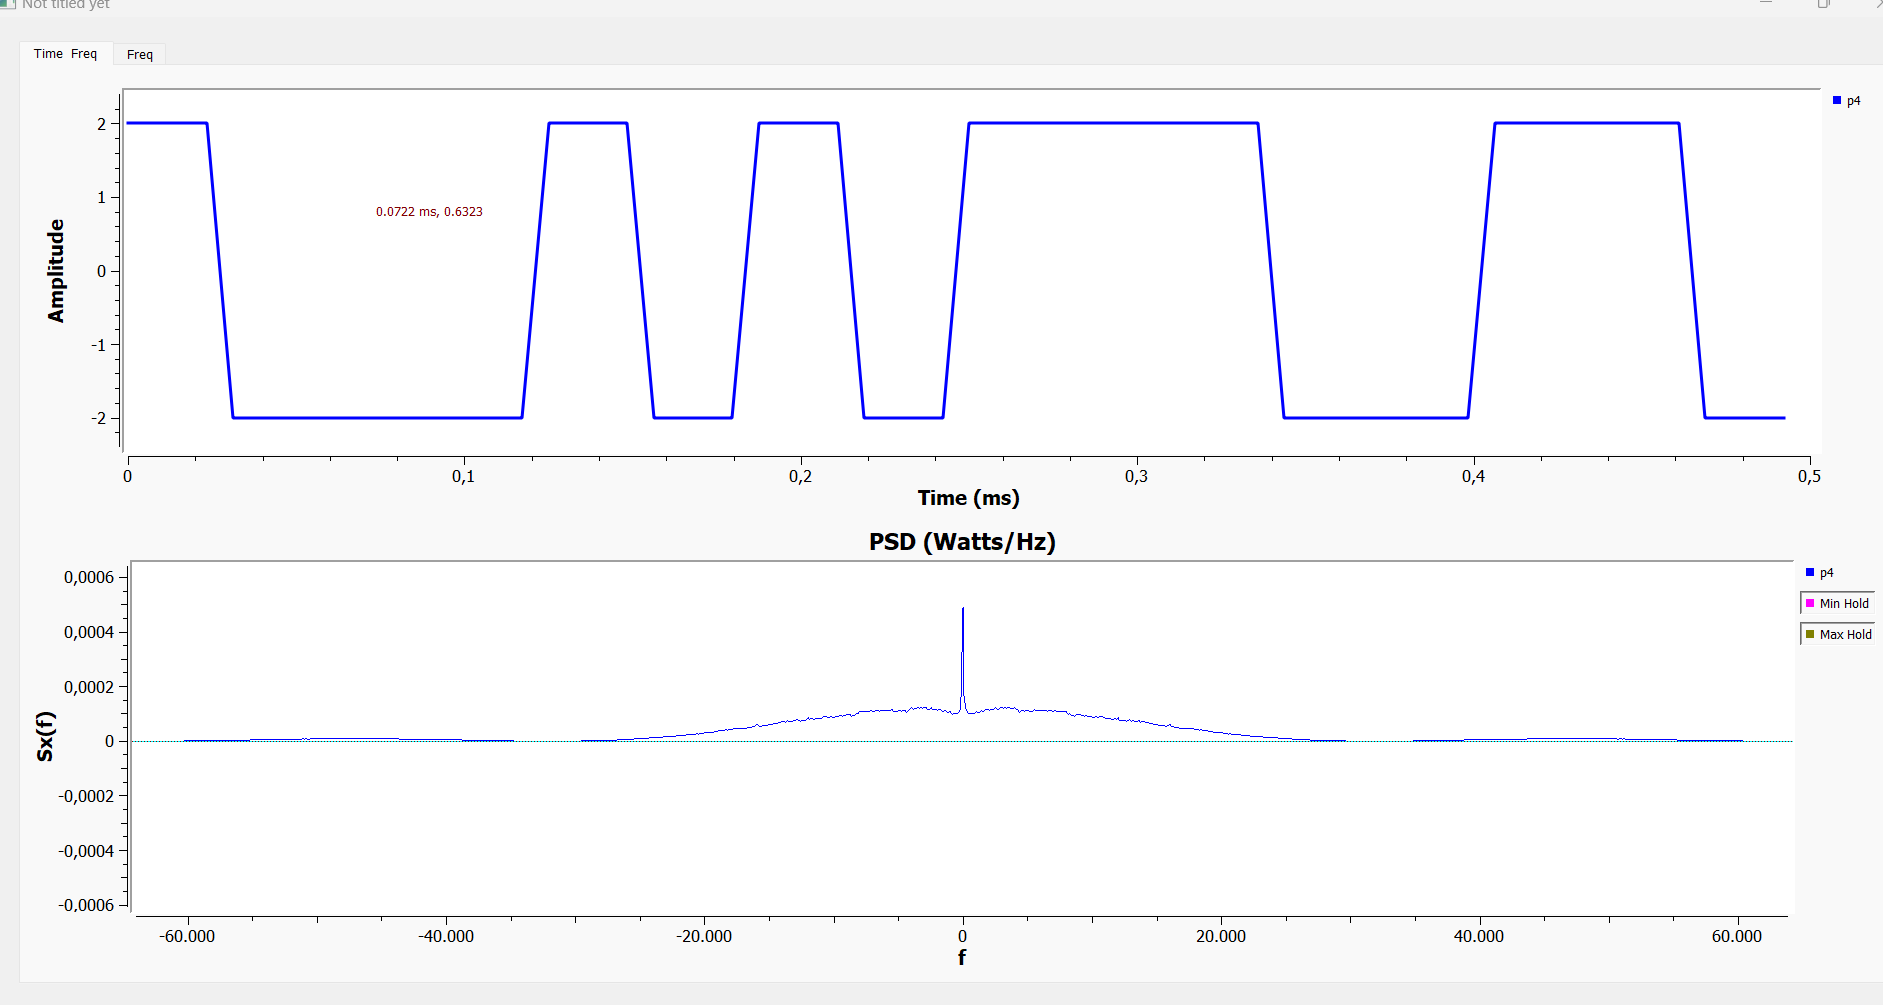 Not titled yet
Time Freq
Freq
p4
2
1
0
-1
-2
Amplitude
0.0722 ms, 0.6323
0
0,1
0,2
0,3
0,4
0,5
Time (ms)
PSD (Watts/Hz)
p4
Min Hold
Max Hold
0,0006
0,0004
0,0002
0
-0,0002
-0,0004
-0,0006
Sx(f)
-60.000
-40.000
-20.000
0
20.000
40.000
60.000
f